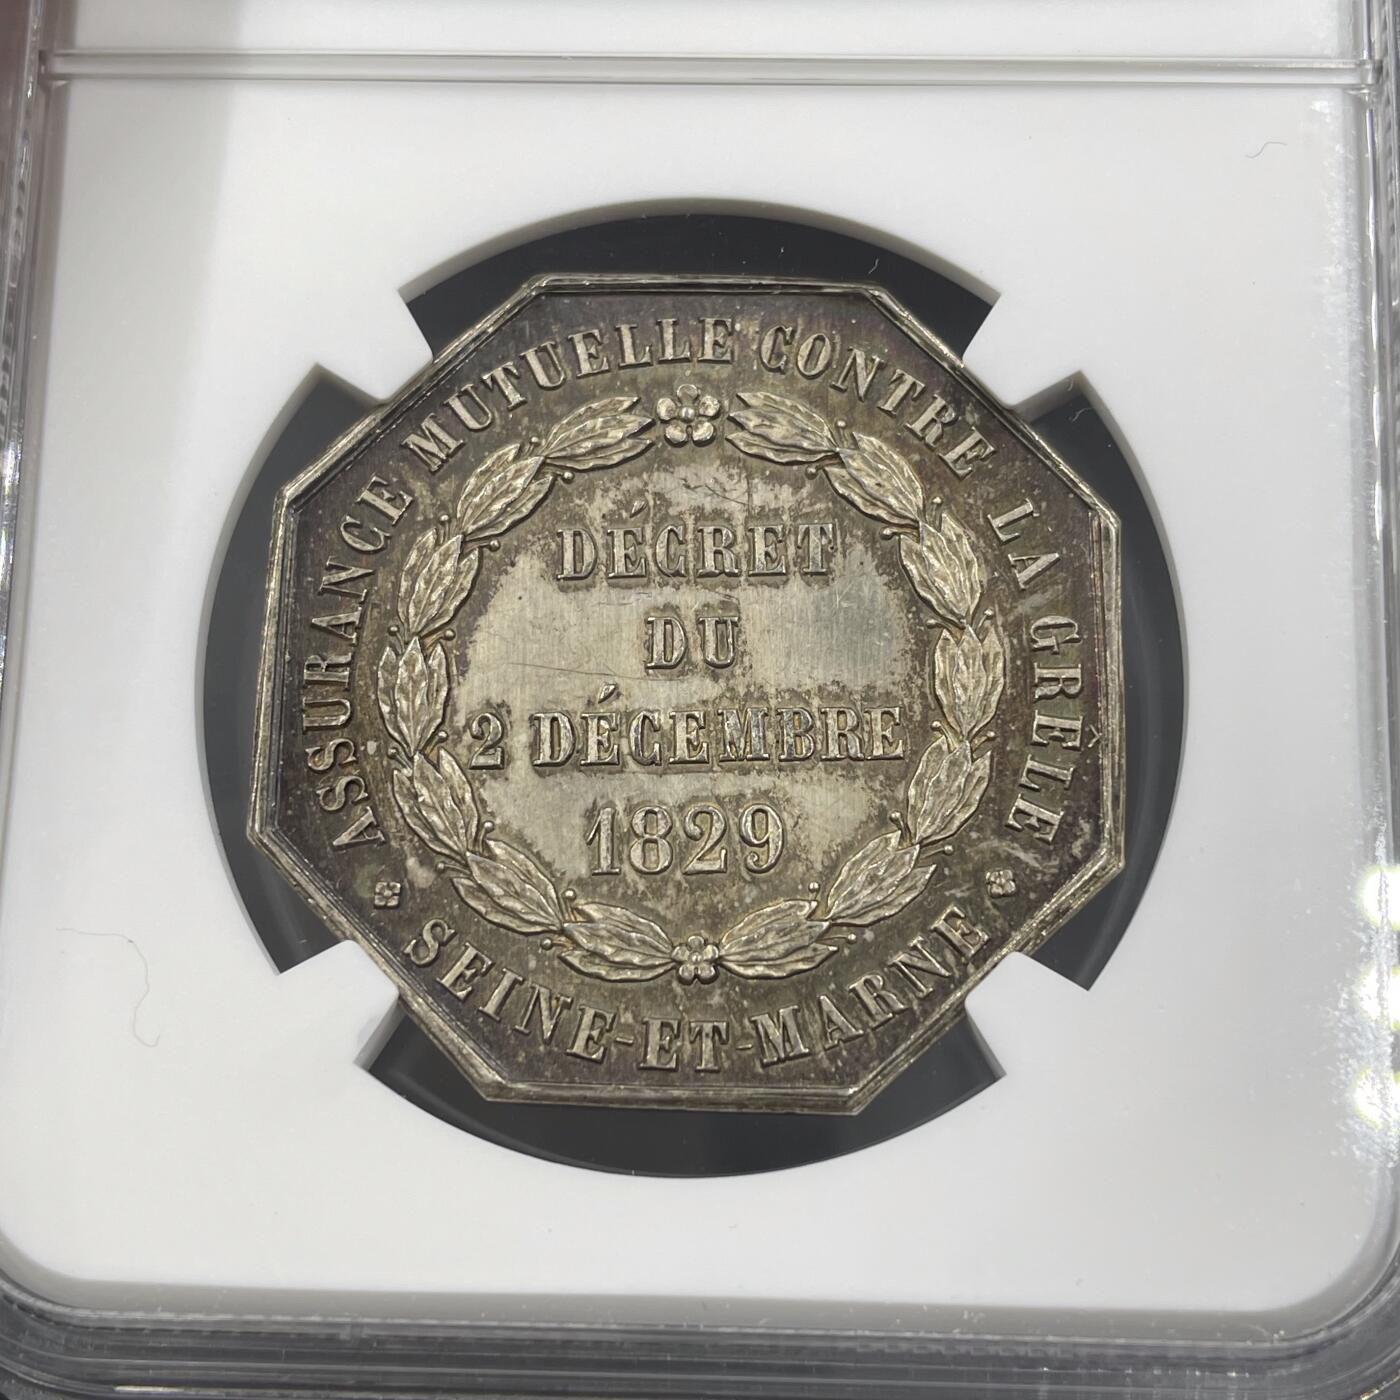 ASSURANCE MUTUELLE CONTRE LA GRÊLE
DÉCRET
DU
2 DÉCEMBRE
1829
SEINE-ET-MARNE